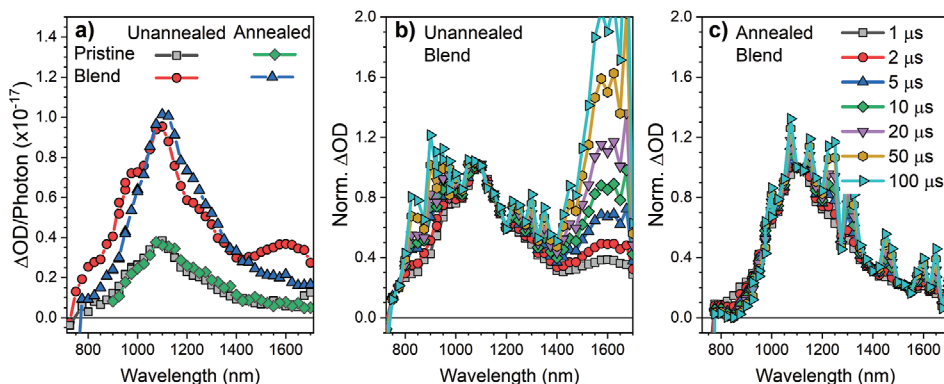 a) Unannealed Annealed
Pristine
Blend
ΔOD/Photon (x10⁻¹⁷)
1.4
1.2
1.0
0.8
0.6
0.4
0.2
0.0
800 1000 1200 1400 1600
Wavelength (nm)
b) Unannealed
Blend
Norm. ΔOD
2.0
1.6
1.2
0.8
0.4
0.0
800 1000 1200 1400 1600
Wavelength (nm)
c) Annealed
Blend
1 μs
2 μs
5 μs
10 μs
20 μs
50 μs
100 μs
Norm. ΔOD
2.0
1.6
1.2
0.8
0.4
0.0
800 1000 1200 1400 1600
Wavelength (nm)